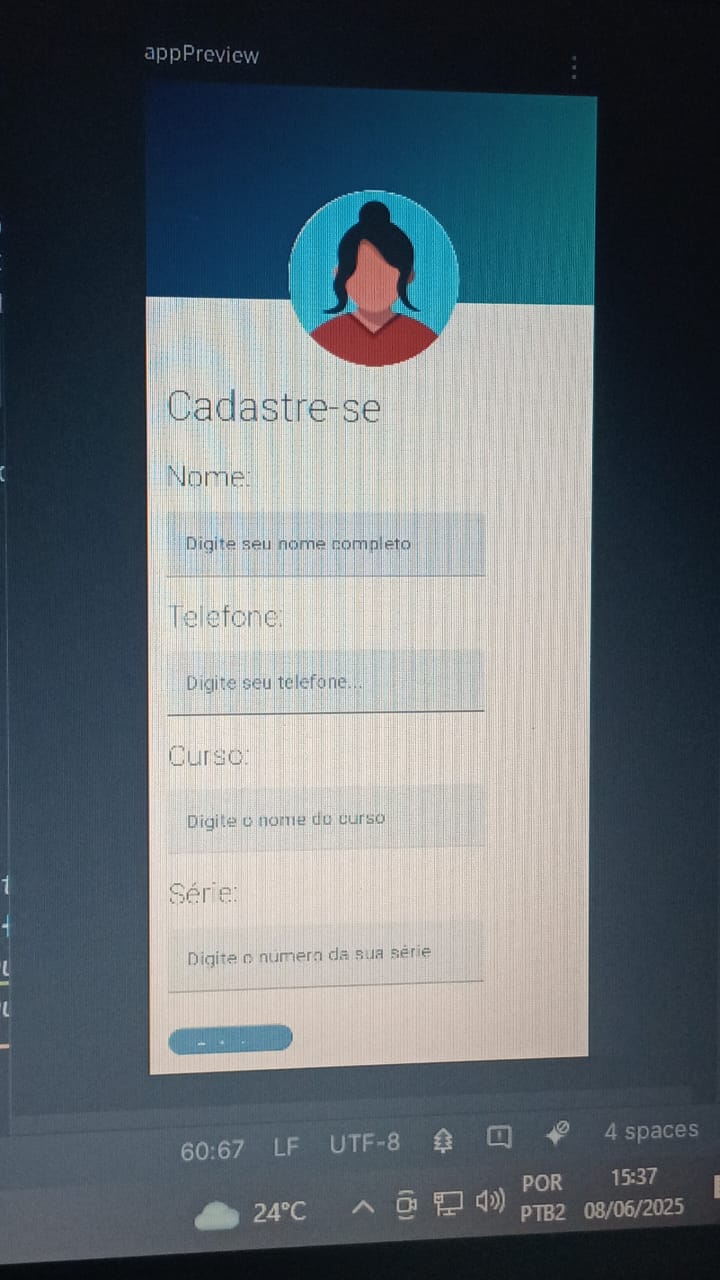 appPreview
Cadastre-se
Nome:
Digite seu nome completo
Telefone:
Digite seu telefone...
Curso:
Digite o nome do curso
Série:
Digite o número da sua série
60:67 LF UTF-8 4 spaces
24°C POR 15:37
PTB2 08/06/2025